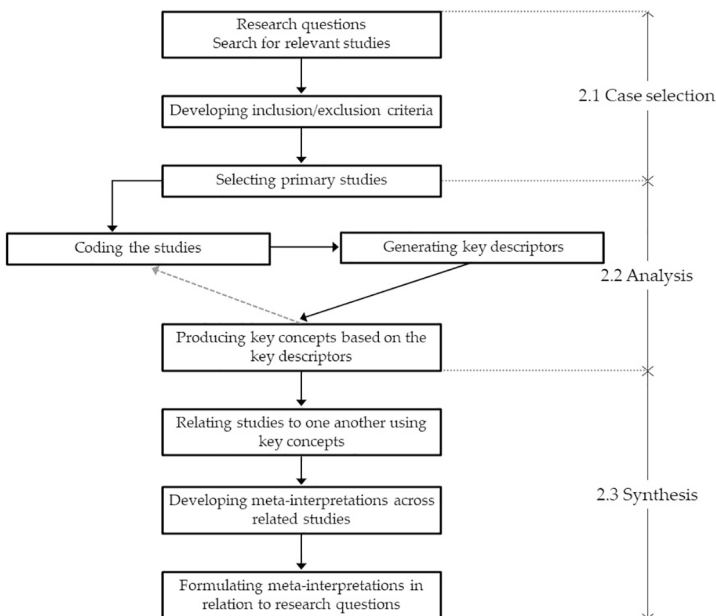 Research questions
Search for relevant studies
2.1 Case selection
Developing inclusion/exclusion criteria
Selecting primary studies
Coding the studies
Generating key descriptors
2.2 Analysis
Producing key concepts based on the
key descriptors
Relating studies to one another using
key concepts
Developing meta-interpretations across
related studies
2.3 Synthesis
Formulating meta-interpretations in
relation to research questions